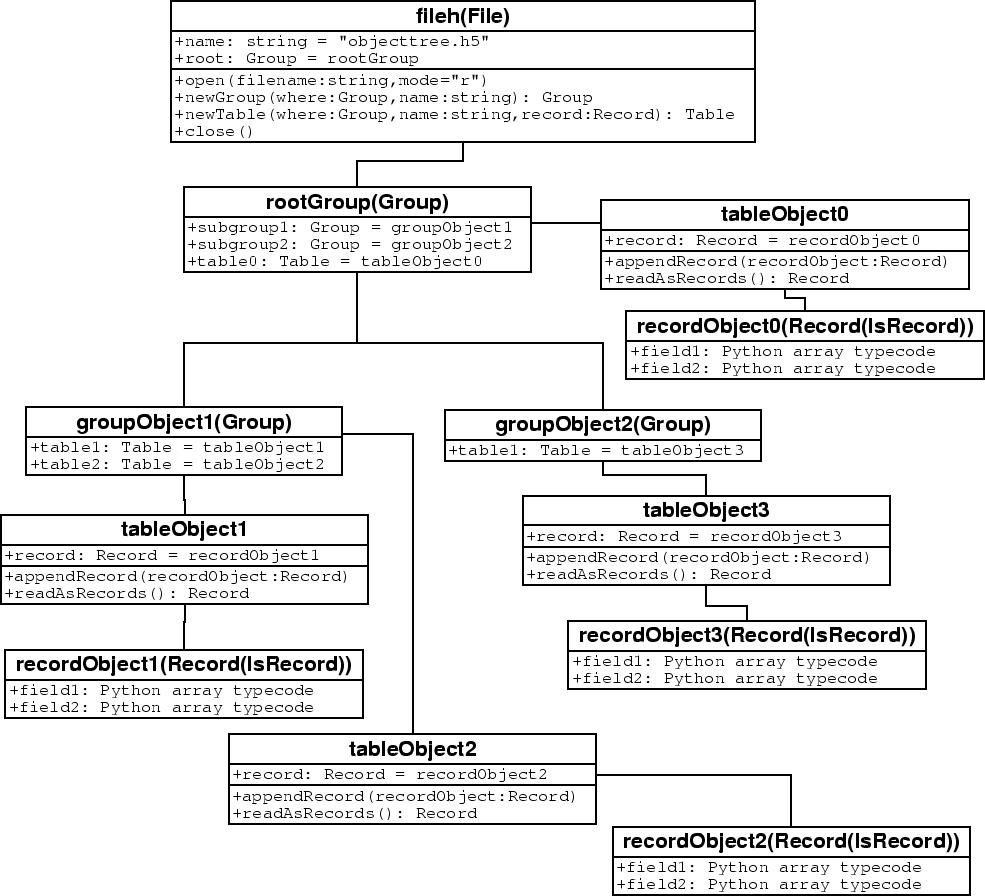 fileh(File)
+name: string = "objecttree.h5"
+root: Group = rootGroup
+open(filename:string,mode="r")
+newGroup(where:Group,name:string): Group
+newTable(where:Group,name:string,record:Record): Table
+close()
rootGroup(Group)
+subgroup1: Group = groupObject1
+subgroup2: Group = groupObject2
+table0: Table = tableObject0
tableObject0
+record: Record = recordObject0
+appendRecord(recordObject:Record)
+readAsRecords(): Record
recordObject0(Record(IsRecord))
+field1: Python array typecode
+field2: Python array typecode
groupObject1(Group)
+table1: Table = tableObject1
+table2: Table = tableObject2
groupObject2(Group)
+table1: Table = tableObject3
tableObject1
+record: Record = recordObject1
+appendRecord(recordObject:Record)
+readAsRecords(): Record
tableObject3
+record: Record = recordObject3
+appendRecord(recordObject:Record)
+readAsRecords(): Record
recordObject1(Record(IsRecord))
+field1: Python array typecode
+field2: Python array typecode
recordObject3(Record(IsRecord))
+field1: Python array typecode
+field2: Python array typecode
tableObject2
+record: Record = recordObject2
+appendRecord(recordObject:Record)
+readAsRecords(): Record
recordObject2(Record(IsRecord))
+field1: Python array typecode
+field2: Python array typecode